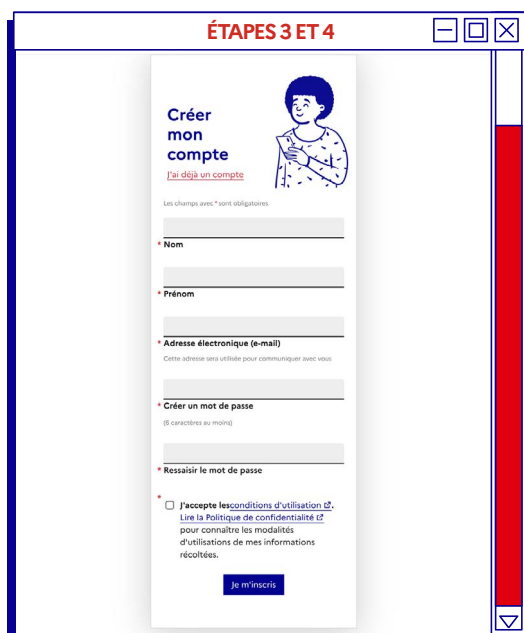 ÉTAPES 3 ET 4
Créer
mon
compte
J'ai déjà un compte
Les champs avec * sont obligatoires
* Nom
* Prénom
* Adresse électronique (e-mail)
Cette adresse sera utilisée pour communiquer avec vous
* Créer un mot de passe
(6 caractères au moins)
* Ressaisir le mot de passe
*
J'accepte lesconditions d'utilisation.
Lire la Politique de confidentialité
pour connaître les modalités
d'utilisations de mes informations
récoltées.
Je m'inscris